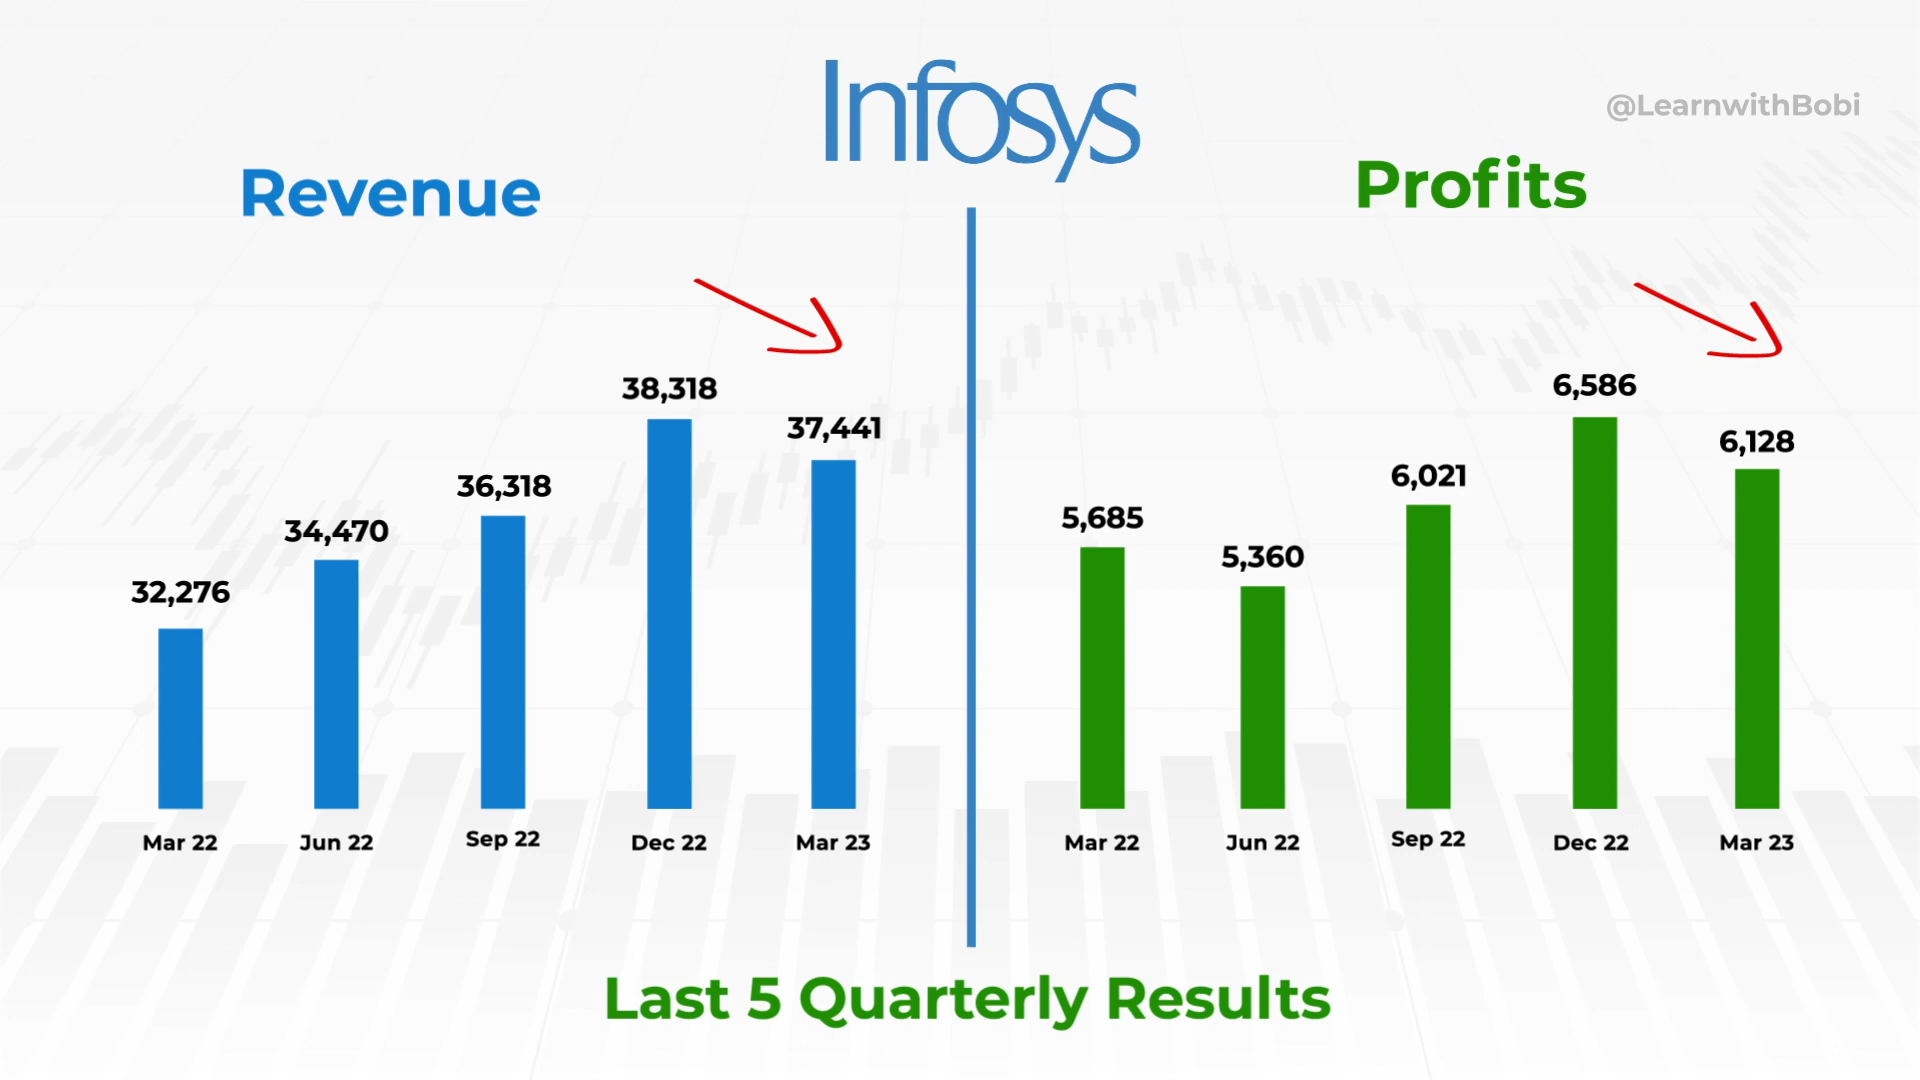 Infosys
@LearnwithBobi
Revenue
Profits
38,318
37,441
36,318
34,470
32,276
Mar 22
Jun 22
Sep 22
Dec 22
Mar 23
6,586
6,128
6,021
5,685
5,360
Mar 22
Jun 22
Sep 22
Dec 22
Mar 23
Last 5 Quarterly Results